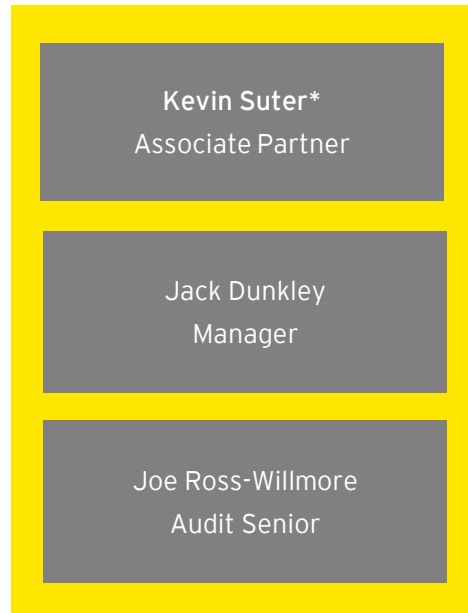 Kevin Suter*
Associate Partner
Jack Dunkley
Manager
Joe Ross-Willmore
Audit Senior